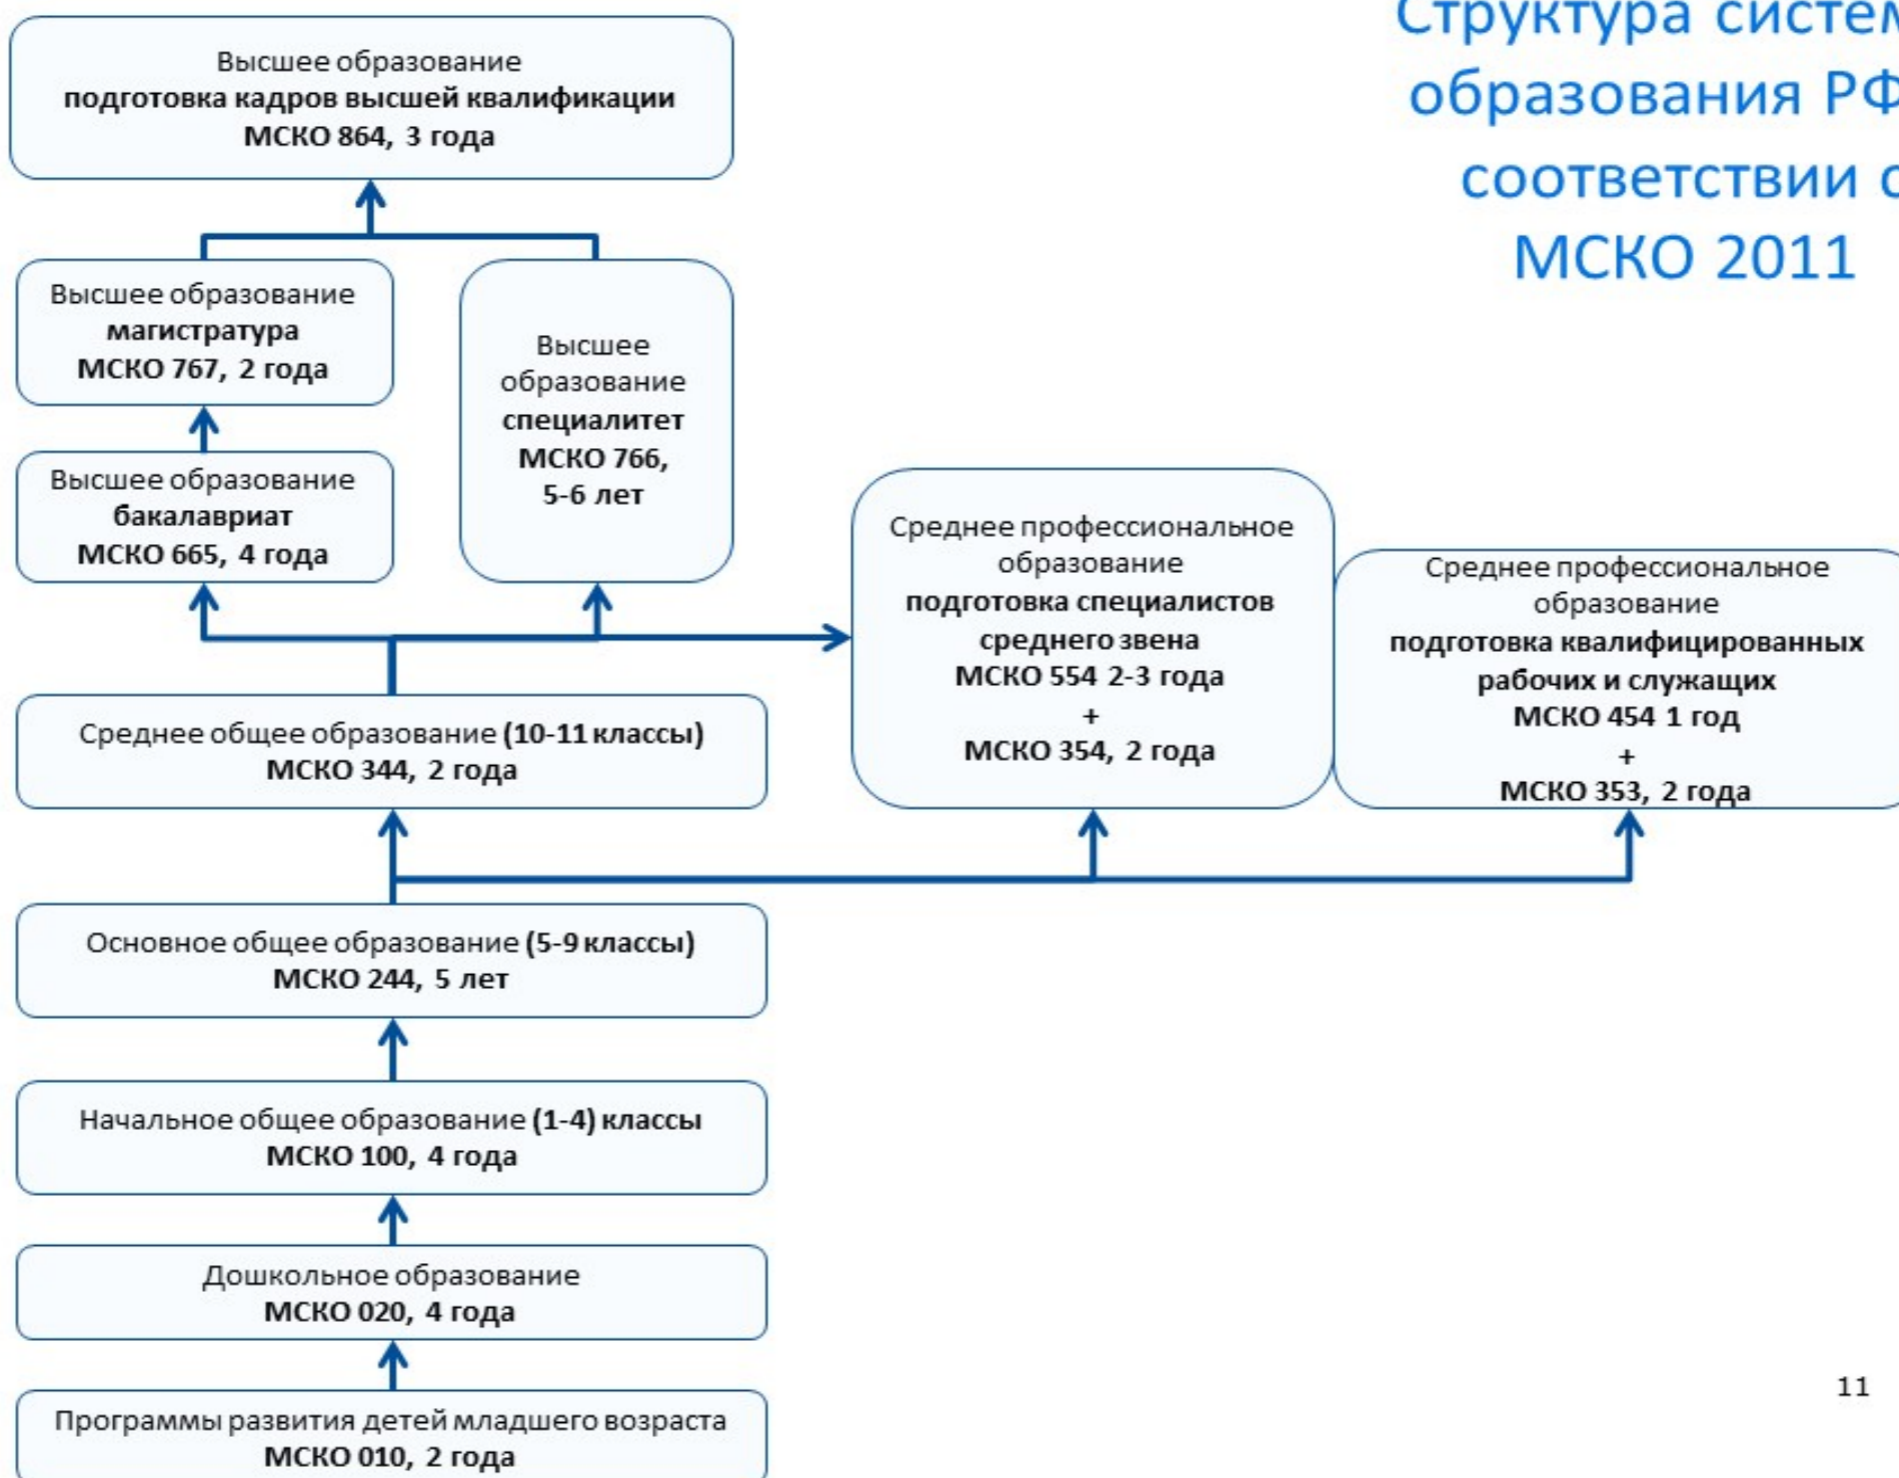 Структура систем
образования РФ
соответствии с
МСКО 2011
Высшее образование
подготовка кадров высшей квалификации
МСКО 864, 3 года
Высшее образование
магистратура
МСКО 767, 2 года
Высшее
образование
специалитет
МСКО 766,
5-6 лет
Высшее образование
бакалавриат
МСКО 665, 4 года
Среднее профессиональное
образование
подготовка специалистов
среднего звена
МСКО 554 2-3 года
+
МСКО 354, 2 года
Среднее профессиональное
образование
подготовка квалифицированных
рабочих и служащих
МСКО 454 1 год
+
МСКО 353, 2 года
Среднее общее образование (10-11 классы)
МСКО 344, 2 года
Основное общее образование (5-9 классы)
МСКО 244, 5 лет
Начальное общее образование (1-4) классы
МСКО 100, 4 года
Дошкольное образование
МСКО 020, 4 года
Программы развития детей младшего возраста
МСКО 010, 2 года
11